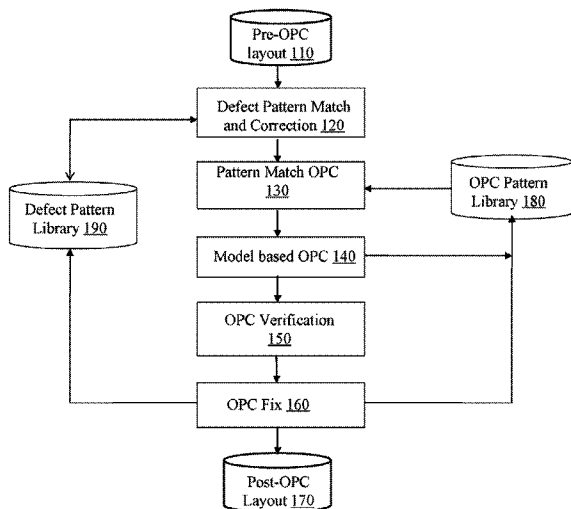 Pre-OPC
layout 110
Defect Pattern Match
and Correction 120
Pattern Match OPC
130
OPC Pattern
Library 180
Defect Pattern
Library 190
Model based OPC 140
OPC Verification
150
OPC Fix 160
Post-OPC
Layout 170